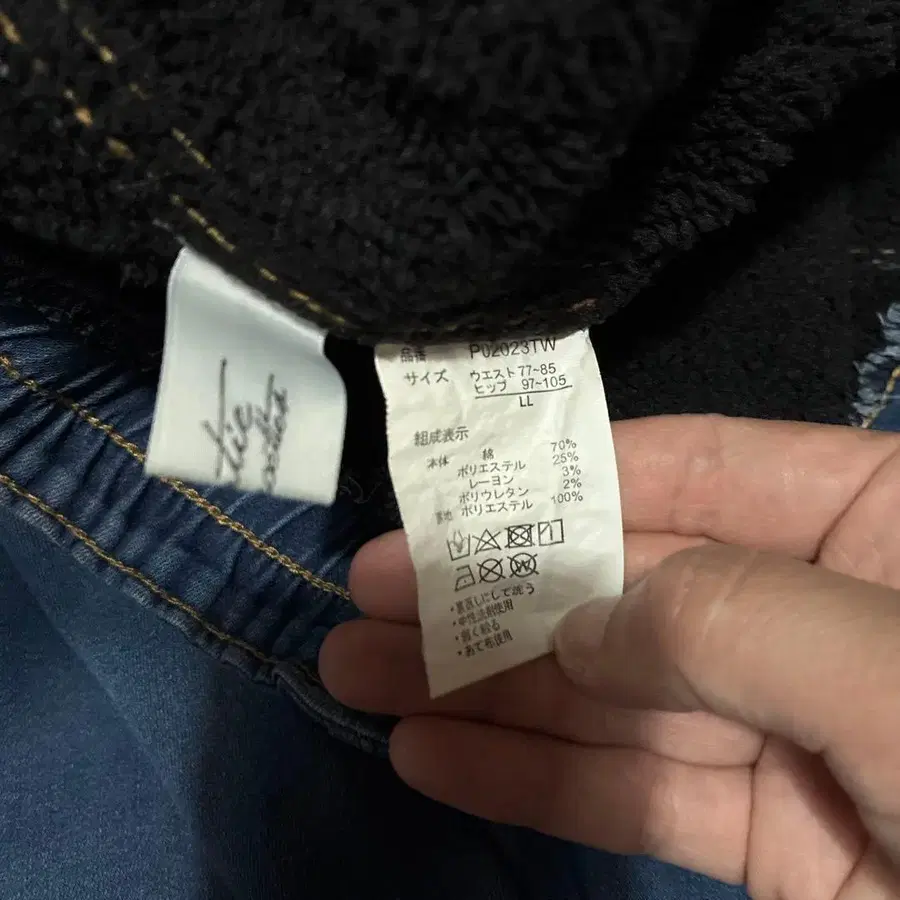 品番 P02023TW
サイズ ウエスト 77~85
ヒップ 97~105
LL
組成表示
本体 綿 70%
ポリエステル 25%
レーヨン 3%
ポリウレタン 2%
裏地 ポリエステル 100%
・裏返しにして洗う
・中性洗剤使用
・弱く絞る
・あて布使用